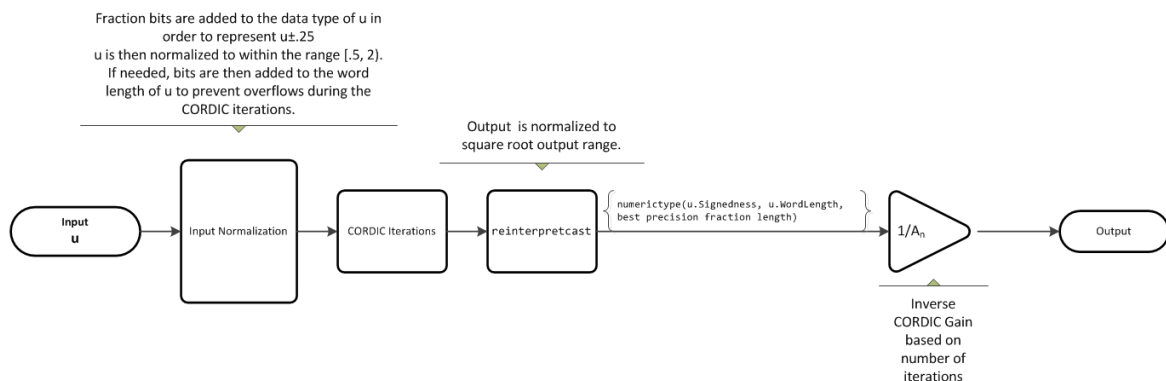 Fraction bits are added to the data type of u in
order to represent u±.25
u is then normalized to within the range [.5, 2).
If needed, bits are then added to the word
length of u to prevent overflows during the
CORDIC iterations.
Output is normalized to
square root output range.
numerictype(u.Signedness, u.WordLength,
best precision fraction length)
Input
u
Input Normalization
CORDIC Iterations
reinterpretcast
1/Aₙ
Output
Inverse
CORDIC Gain
based on
number of
iterations